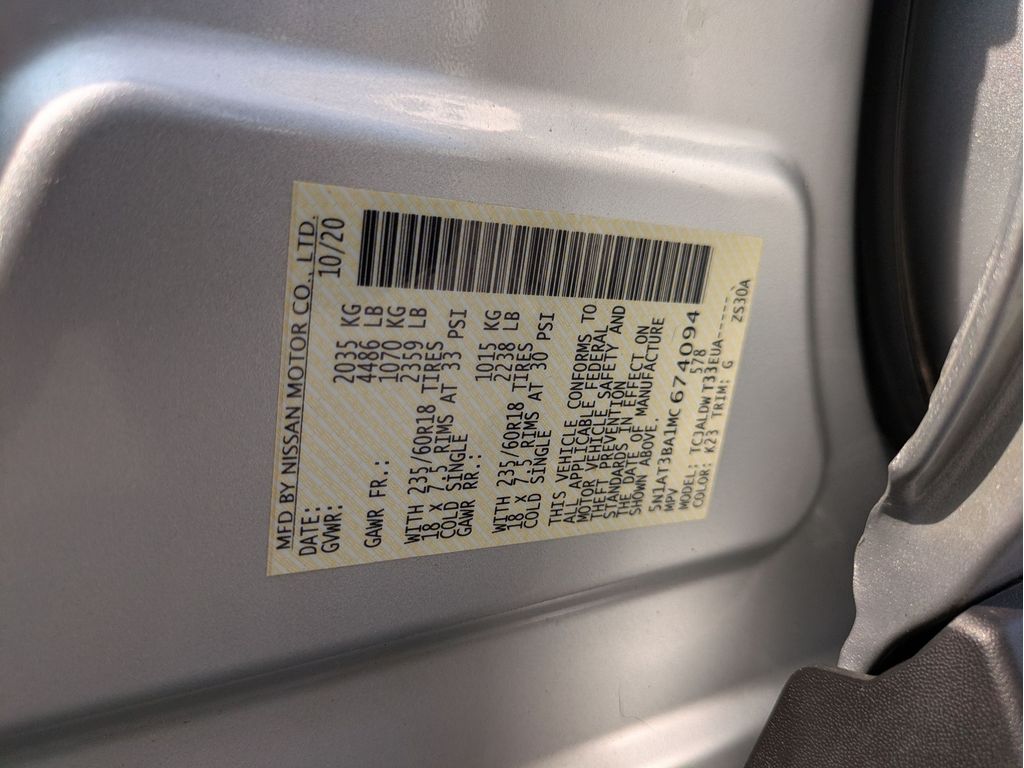 MFD BY NISSAN MOTOR CO., LTD.
DATE: 10/20
GVWR: 2035 KG
4486 LB
GAWR FR.: 1070 KG
2359 LB
WITH 235/60R18 TIRES
18 X 7.5 RIMS AT 33 PSI
COLD SINGLE
GAWR RR.: 1015 KG
2238 LB
WITH 235/60R18 TIRES
18 X 7.5 RIMS AT 30 PSI
COLD SINGLE
THIS VEHICLE CONFORMS TO
ALL APPLICABLE FEDERAL
MOTOR VEHICLE SAFETY AND
THEFT PREVENTION
STANDARDS IN EFFECT ON
THE DATE OF MANUFACTURE
SHOWN ABOVE.
5N1AT3BA1MC674094
MPV 578
MODEL: TCJALDWT33EUA-----
COLOR: K23 TRIM: G
2S30A